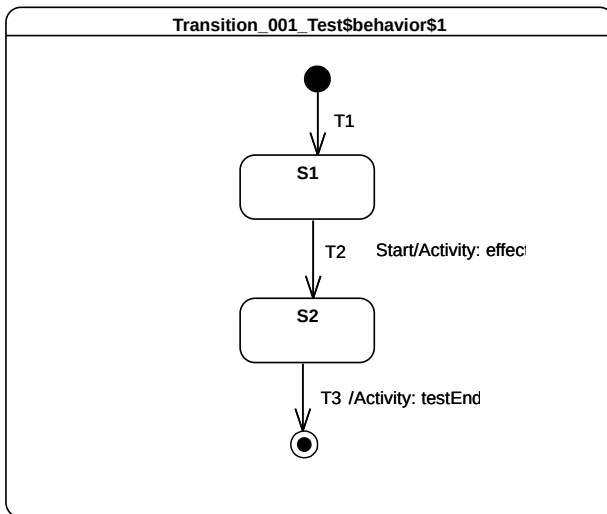 Transition_001_Test$behavior$1
T1
S1
T2 Start/Activity: effect
S2
T3 /Activity: testEnd